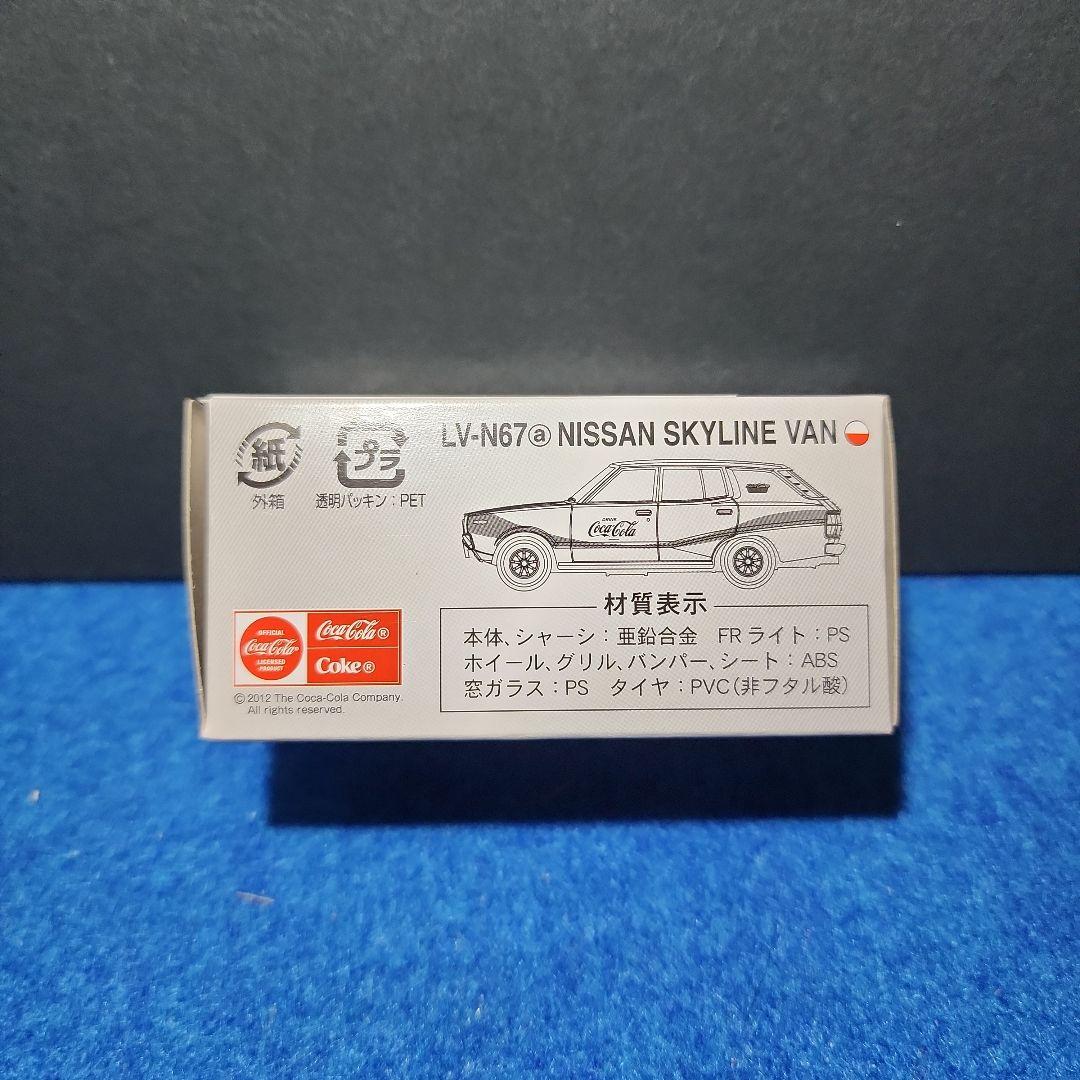 LV-N67ⓐ NISSAN SKYLINE VAN
紙
外箱
プラ
透明パッキン：PET
DRINK
Coca-Cola
材質表示
本体、シャーシ：亜鉛合金 FRライト：PS
ホイール、グリル、バンパー、シート：ABS
窓ガラス：PS タイヤ：PVC（非フタル酸）
OFFICIAL
Coca-Cola®
LICENSED
PRODUCT
Coca-Cola®
Coke®
©2012 The Coca-Cola Company.
All rights reserved.